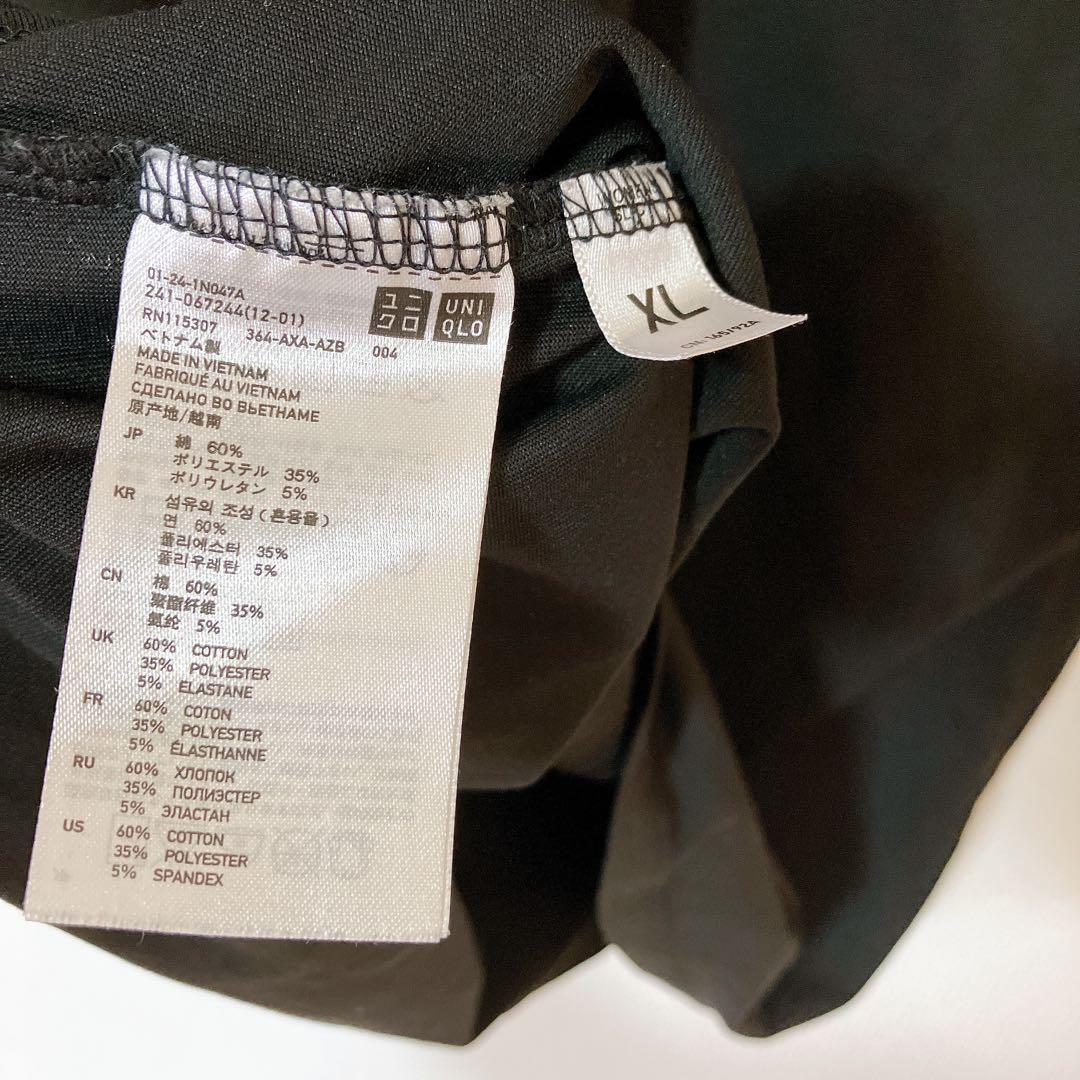 01-24-1N047A
241-067244(12-01)
RN115307 364-AXA-AZB 004
ユニクロ
UNIQLO
ベトナム製
MADE IN VIETNAM
FABRIQUÉ AU VIETNAM
СДЕЛАНО ВО ВЬЕТНАМЕ
原产地/越南
JP 綿 60%
ポリエステル 35%
ポリウレタン 5%
KR 섬유의 조성 (혼용율)
면 60%
폴리에스터 35%
폴리우레탄 5%
CN 棉 60%
聚酯纤维 35%
氨纶 5%
UK 60% COTTON
35% POLYESTER
5% ELASTANE
FR 60% COTON
35% POLYESTER
5% ÉLASTHANNE
RU 60% ХЛОПОК
35% ПОЛИЭСТЕР
5% ЭЛАСТАН
US 60% COTTON
35% POLYESTER
5% SPANDEX
XL
CN: 165/92A